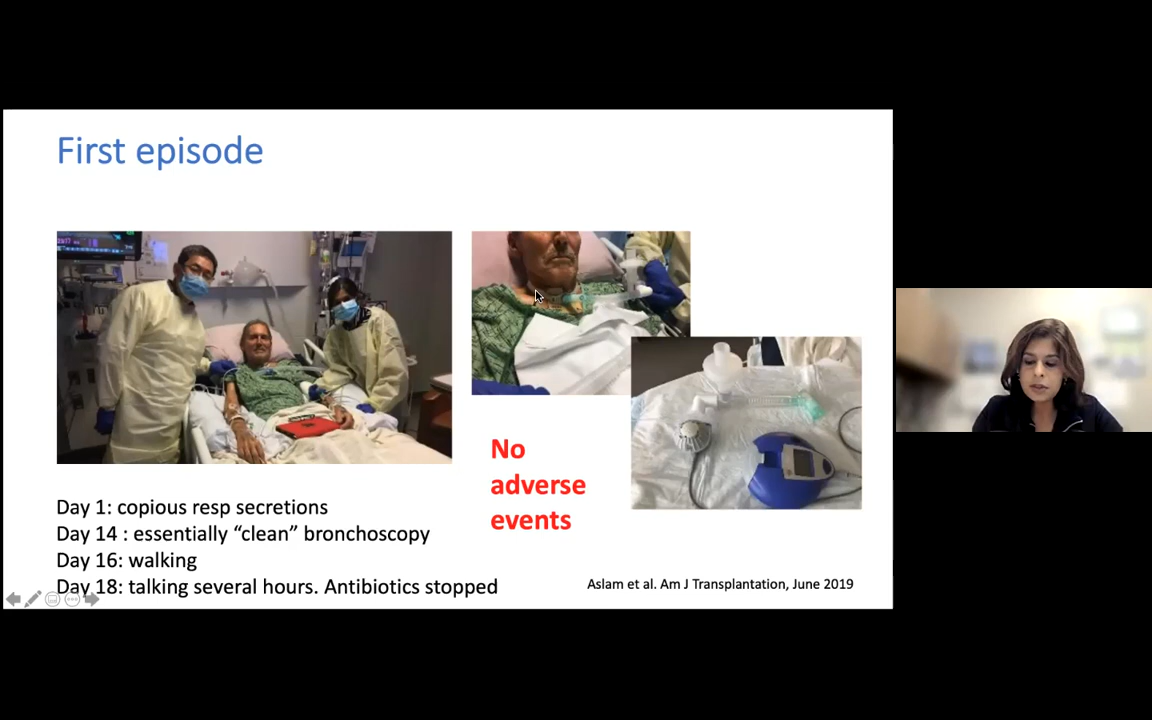 First episode
No
adverse
events
Day 1: copious resp secretions
Day 14 : essentially “clean” bronchoscopy
Day 16: walking
Day 18: talking several hours. Antibiotics stopped
Aslam et al. Am J Transplantation, June 2019